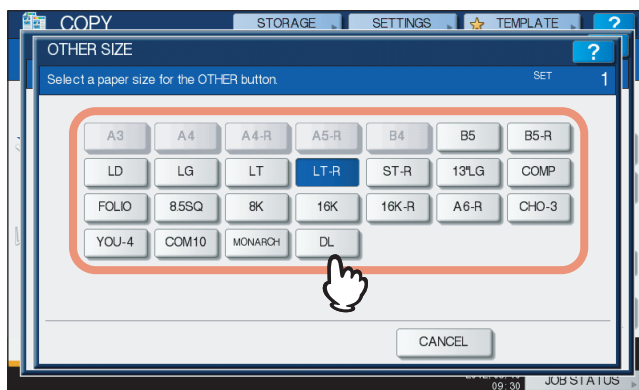 COPY STORAGE SETTINGS TEMPLATE ?
OTHER SIZE ?
Select a paper size for the OTHER button. SET 1
A3 A4 A4-R A5-R B4 B5 B5-R
LD LG LT LT-R ST-R 13"LG COMP
FOLIO 8.5SQ 8K 16K 16K-R A6-R CHO-3
YOU-4 COM10 MONARCH DL
CANCEL
09:30 JOB STATUS